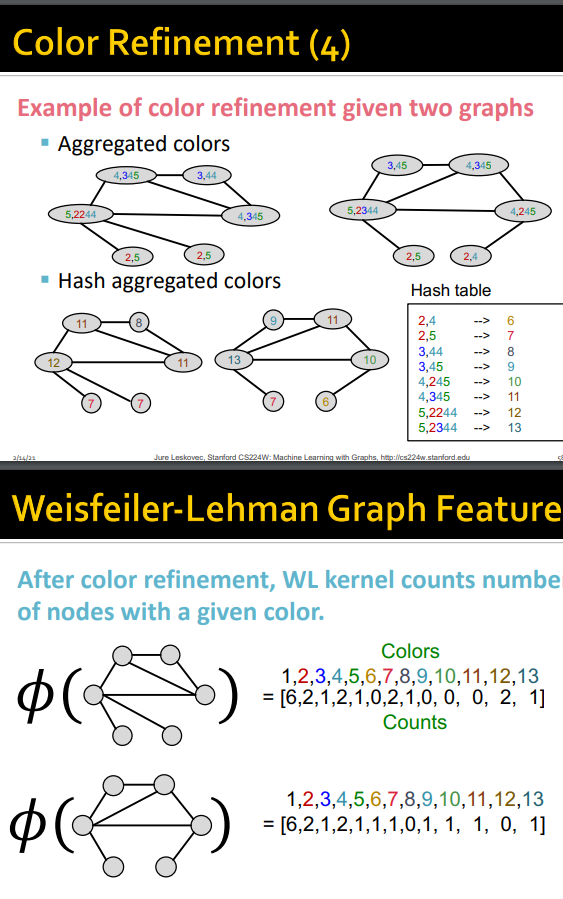 Color Refinement (4)
Example of color refinement given two graphs
Aggregated colors
4,345 3,44 3,45 4,345
5,2244 4,345 5,2344 4,245
2,5 2,5 2,5 2,4
Hash aggregated colors
Hash table
11 8 9 11
12 11 13 10
7 7 7 6
2,4 --> 6
2,5 --> 7
3,44 --> 8
3,45 --> 9
4,245 --> 10
4,345 --> 11
5,2244 --> 12
5,2344 --> 13
2/14/21 Jure Leskovec, Stanford CS224W: Machine Learning with Graphs, http://cs224w.stanford.edu
Weisfeiler-Lehman Graph Feature
After color refinement, WL kernel counts numbe
of nodes with a given color.
Colors
1,2,3,4,5,6,7,8,9,10,11,12,13
ϕ( ) = [6,2,1,2,1,0,2,1,0, 0, 0, 2, 1]
Counts
1,2,3,4,5,6,7,8,9,10,11,12,13
ϕ( ) = [6,2,1,2,1,1,1,0,1, 1, 1, 0, 1]